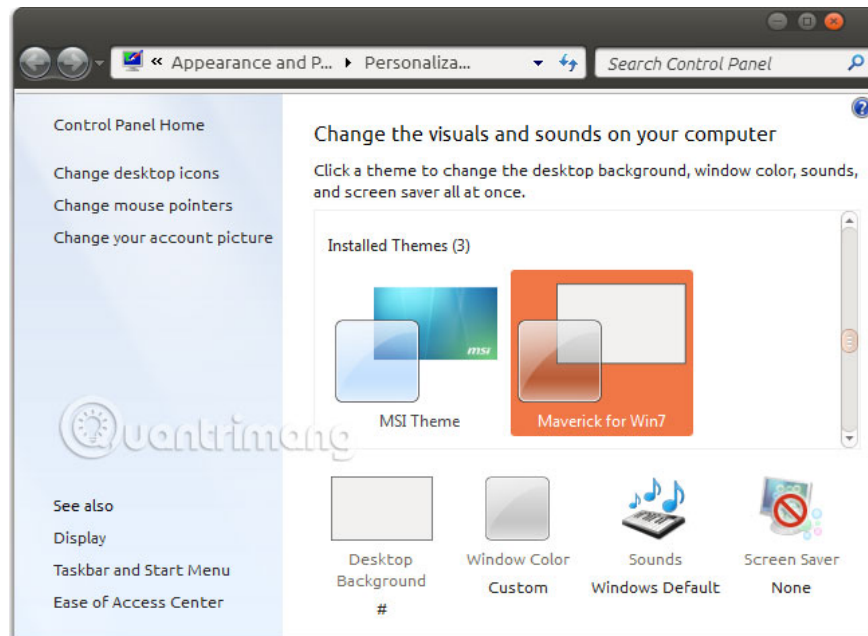 « Appearance and P... ▸ Personaliza...
Search Control Panel
Control Panel Home
Change desktop icons
Change mouse pointers
Change your account picture
See also
Display
Taskbar and Start Menu
Ease of Access Center
Change the visuals and sounds on your computer
Click a theme to change the desktop background, window color, sounds,
and screen saver all at once.
Installed Themes (3)
msi
MSI Theme
Maverick for Win7
Quantrimang
Desktop
Background
#
Window Color
Custom
Sounds
Windows Default
Screen Saver
None